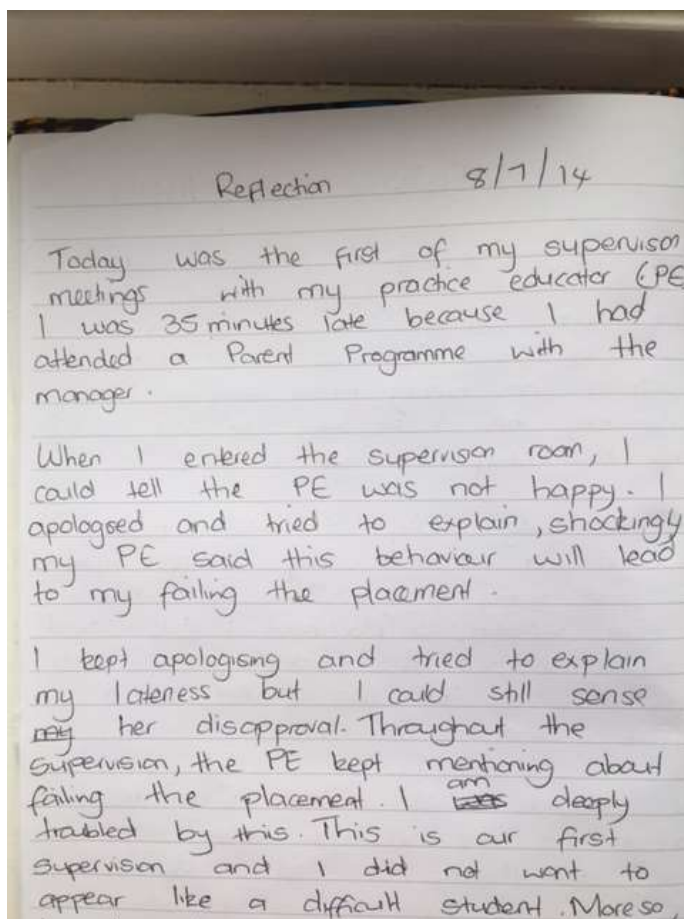 Reflection 8/7/14
Today was the first of my supervison
meetings with my practice educator (PE
I was 35 minutes late because I had
attended a Parent Programme with the
manager.
When I entered the supervison room, I
could tell the PE was not happy. I
apologsed and tried to explain, shockingly
my PE said this behaviour will lead
to my failing the placement.
I kept apologising and tried to explain
my lateness but I could still sense
her disapproval. Throughout the
supervision, the PE kept mentioning about
failing the placement. I am deeply
troubled by this. This is our first
supervision and I did not want to
appear like a difficult student. Moreso,